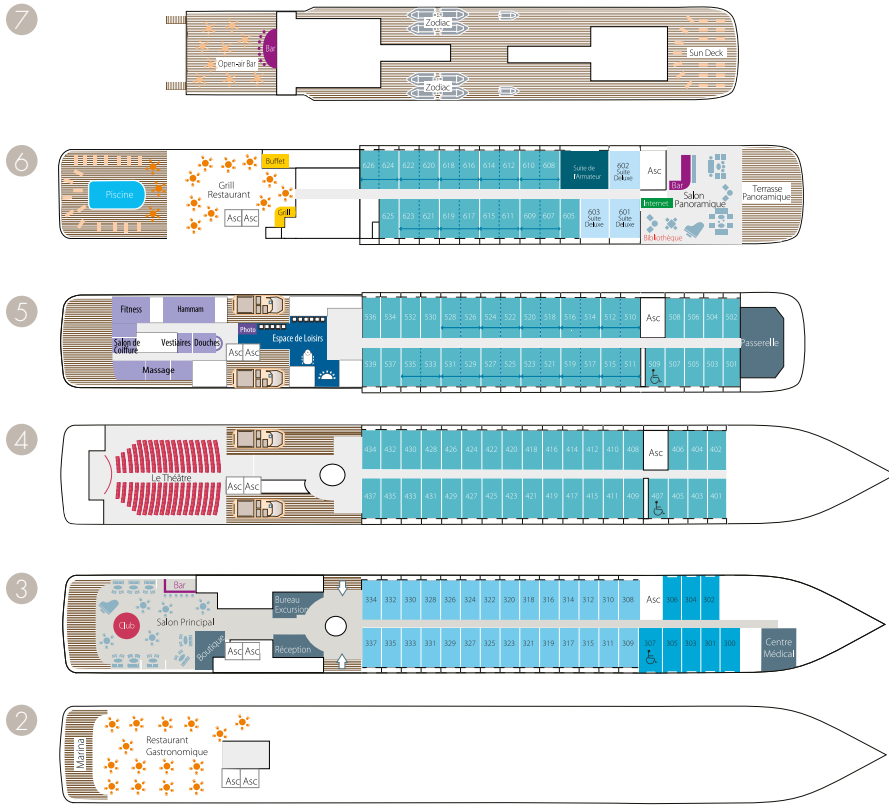 7
Zodiac
Bar
Open-air Bar
Sun Deck
Zodiac
6
Buffet
626 624 622 620 618 616 614 612 610 608
Suite de
l'Armateur
602
Suite
Deluxe
Asc
Grill
Restaurant
Piscine
Bar
Salon
Panoramique
Terrasse
Panoramique
Internet
Grill
Asc Asc
625 623 621 619 617 615 611 609 607 605
603
Suite
Deluxe
601
Suite
Deluxe
Bibliothèque
5
Fitness
Hammam
536 534 532 530 528 526 524 522 520 518 516 514 512 510
Asc
508 506 504 502
Photo
Espace de Loisirs
Salon de
Coiffure
Vestiaires
Douches
Asc Asc
Passerelle
Massage
539 537 535 533 531 529 527 525 523 521 519 517 515 511
509 507 505 503 501
4
434 432 430 428 426 424 422 420 418 416 414 412 410 408
Asc
406 404 402
Le Théâtre
Asc Asc
437 435 433 431 429 427 425 423 421 419 417 415 411 409
407 405 403 401
3
Bar
Bureau
Excursion
334 332 330 328 326 324 322 320 318 316 314 312 310 308
Asc
306 304 302
Club
Salon Principal
Boutique
Asc Asc
Réception
337 335 333 331 329 327 325 323 321 319 317 315 311 309
307 305 303 301 300
Centre
Médical
2
Marina
Restaurant
Gastronomique
Asc Asc